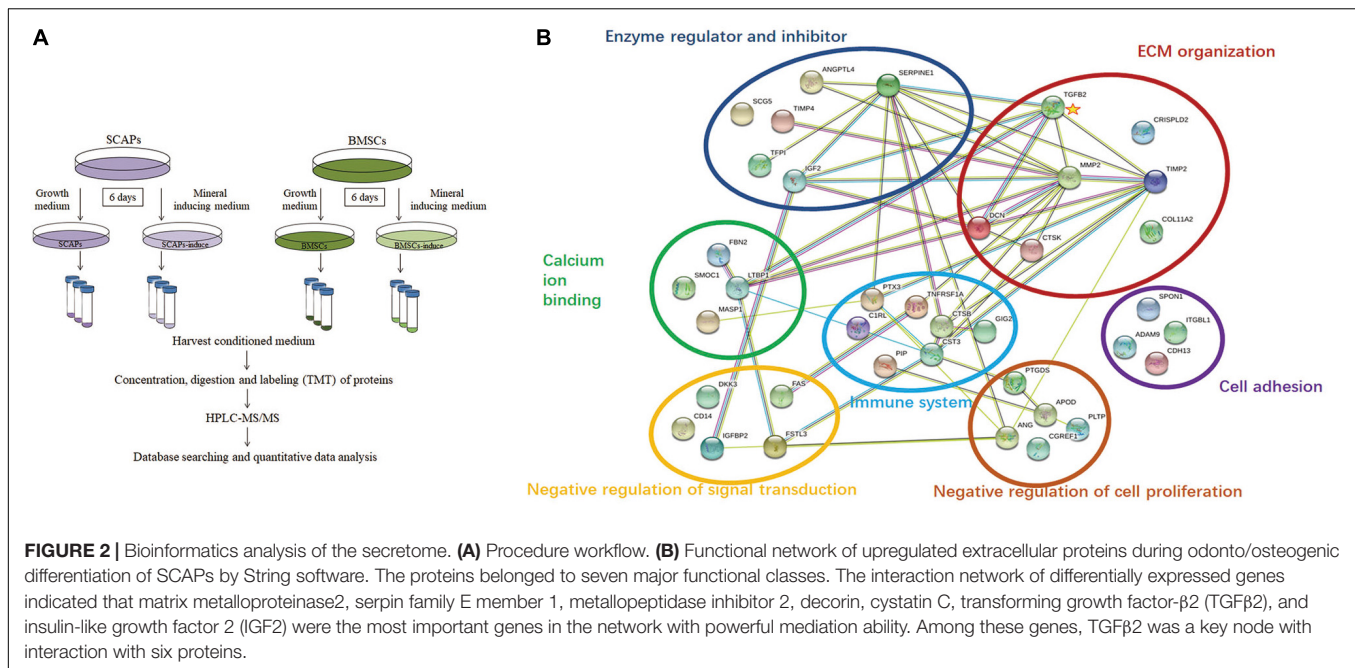 A
SCAPs
BMSCs
Growth
medium
6 days
Mineral
inducing medium
Growth
medium
6 days
Mineral
inducing medium
SCAPs
SCAPs-induce
BMSCs
BMSCs-induce
Harvest conditioned medium
Concentration, digestion and labeling (TMT) of proteins
HPLC-MS/MS
Database searching and quantitative data analysis
B
Enzyme regulator and inhibitor
ECM organization
ANGPTL4
SERPINE1
SCG5
TIMP4
TFPI
IGF2
TGFB2
CRISPLD2
MMP2
TIMP2
DCN
COL11A2
CTSK
Calcium
ion
binding
FBN2
SMOC1
LTBP1
MASP1
PTX3
TNFRSF1A
C1RL
CTSB
GIG2
CST3
PIP
Immune system
SPON1
ITGBL1
ADAM9
CDH13
Cell adhesion
DKK3
FAS
CD14
IGFBP2
FSTL3
Negative regulation of signal transduction
PTGDS
APOD
PLTP
ANG
CGREF1
Negative regulation of cell proliferation
FIGURE 2 | Bioinformatics analysis of the secretome. (A) Procedure workflow. (B) Functional network of upregulated extracellular proteins during odonto/osteogenic
differentiation of SCAPs by String software. The proteins belonged to seven major functional classes. The interaction network of differentially expressed genes
indicated that matrix metalloproteinase2, serpin family E member 1, metallopeptidase inhibitor 2, decorin, cystatin C, transforming growth factor-β2 (TGFβ2), and
insulin-like growth factor 2 (IGF2) were the most important genes in the network with powerful mediation ability. Among these genes, TGFβ2 was a key node with
interaction with six proteins.